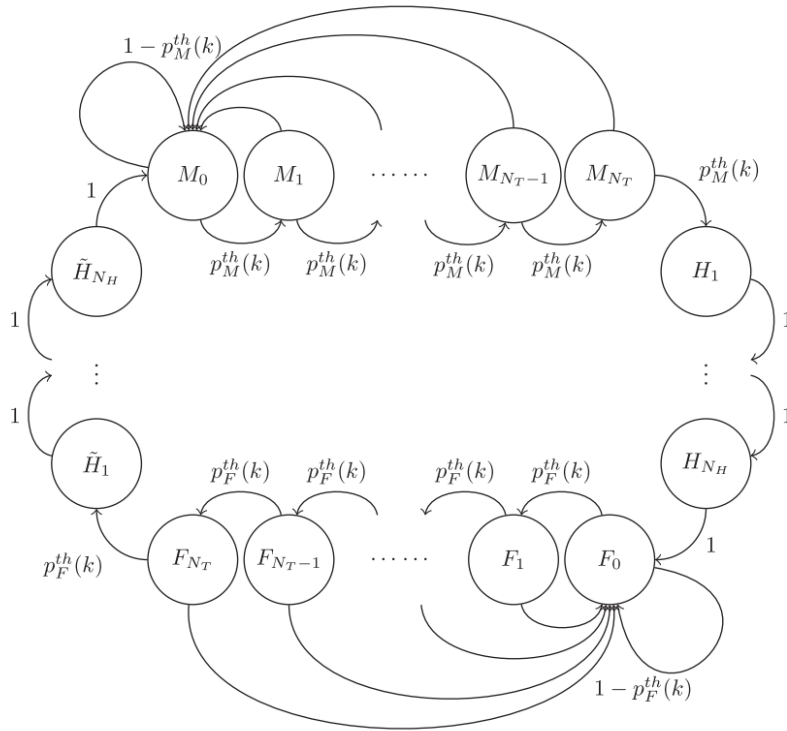 1 − p_M^{th}(k)
M_0 M_1 ⋯⋯ M_{N_T−1} M_{N_T}
p_M^{th}(k)
1
p_M^{th}(k) p_M^{th}(k) p_M^{th}(k) p_M^{th}(k)
H̃_{N_H} H_1
1 1
⋮ ⋮
1 1
H̃_1 H_{N_H}
p_F^{th}(k) p_F^{th}(k) p_F^{th}(k) p_F^{th}(k)
1
F_{N_T} F_{N_T−1} ⋯⋯ F_1 F_0
p_F^{th}(k)
1 − p_F^{th}(k)